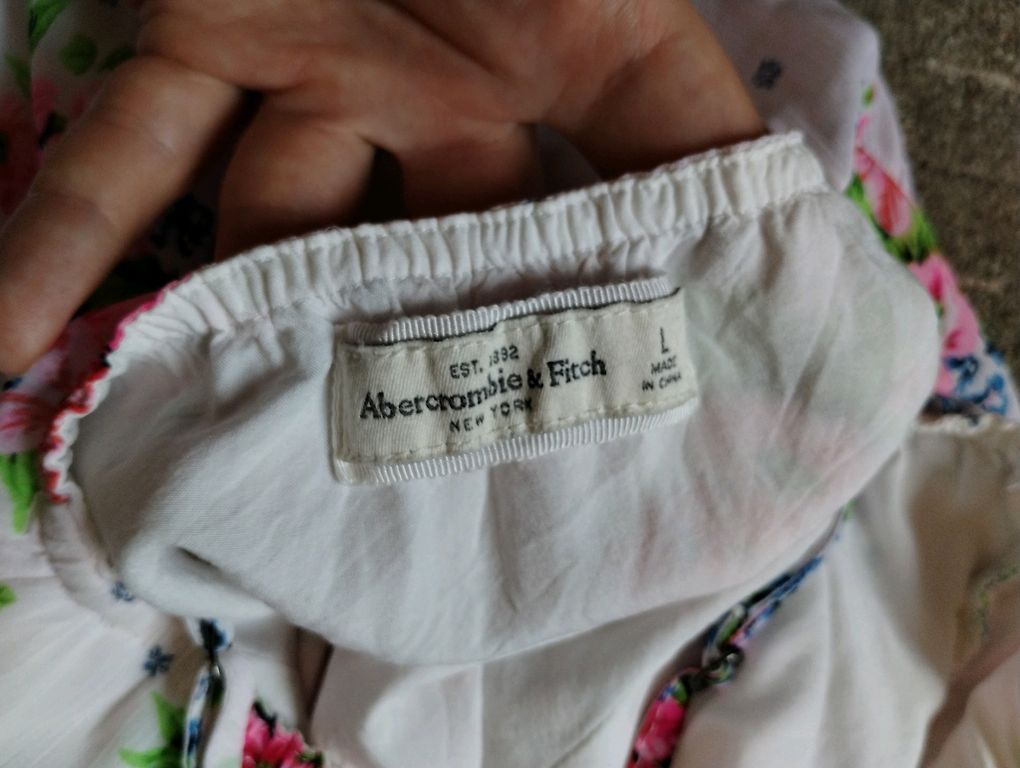 EST. 1892
Abercrombie & Fitch
NEW YORK
L
MADE
IN CHINA